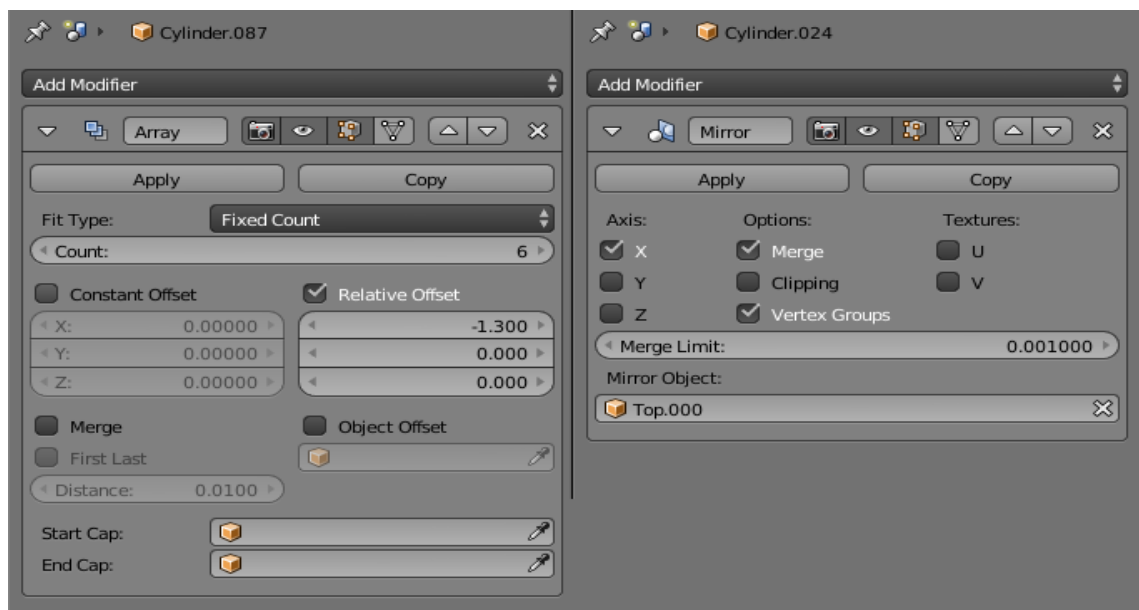 Cylinder.087
Add Modifier
Array
Apply Copy
Fit Type: Fixed Count
Count: 6
Constant Offset Relative Offset
X: 0.00000 -1.300
Y: 0.00000 0.000
Z: 0.00000 0.000
Merge Object Offset
First Last
Distance: 0.0100
Start Cap:
End Cap:
Cylinder.024
Add Modifier
Mirror
Apply Copy
Axis: Options: Textures:
X Merge U
Y Clipping V
Z Vertex Groups
Merge Limit: 0.001000
Mirror Object:
Top.000